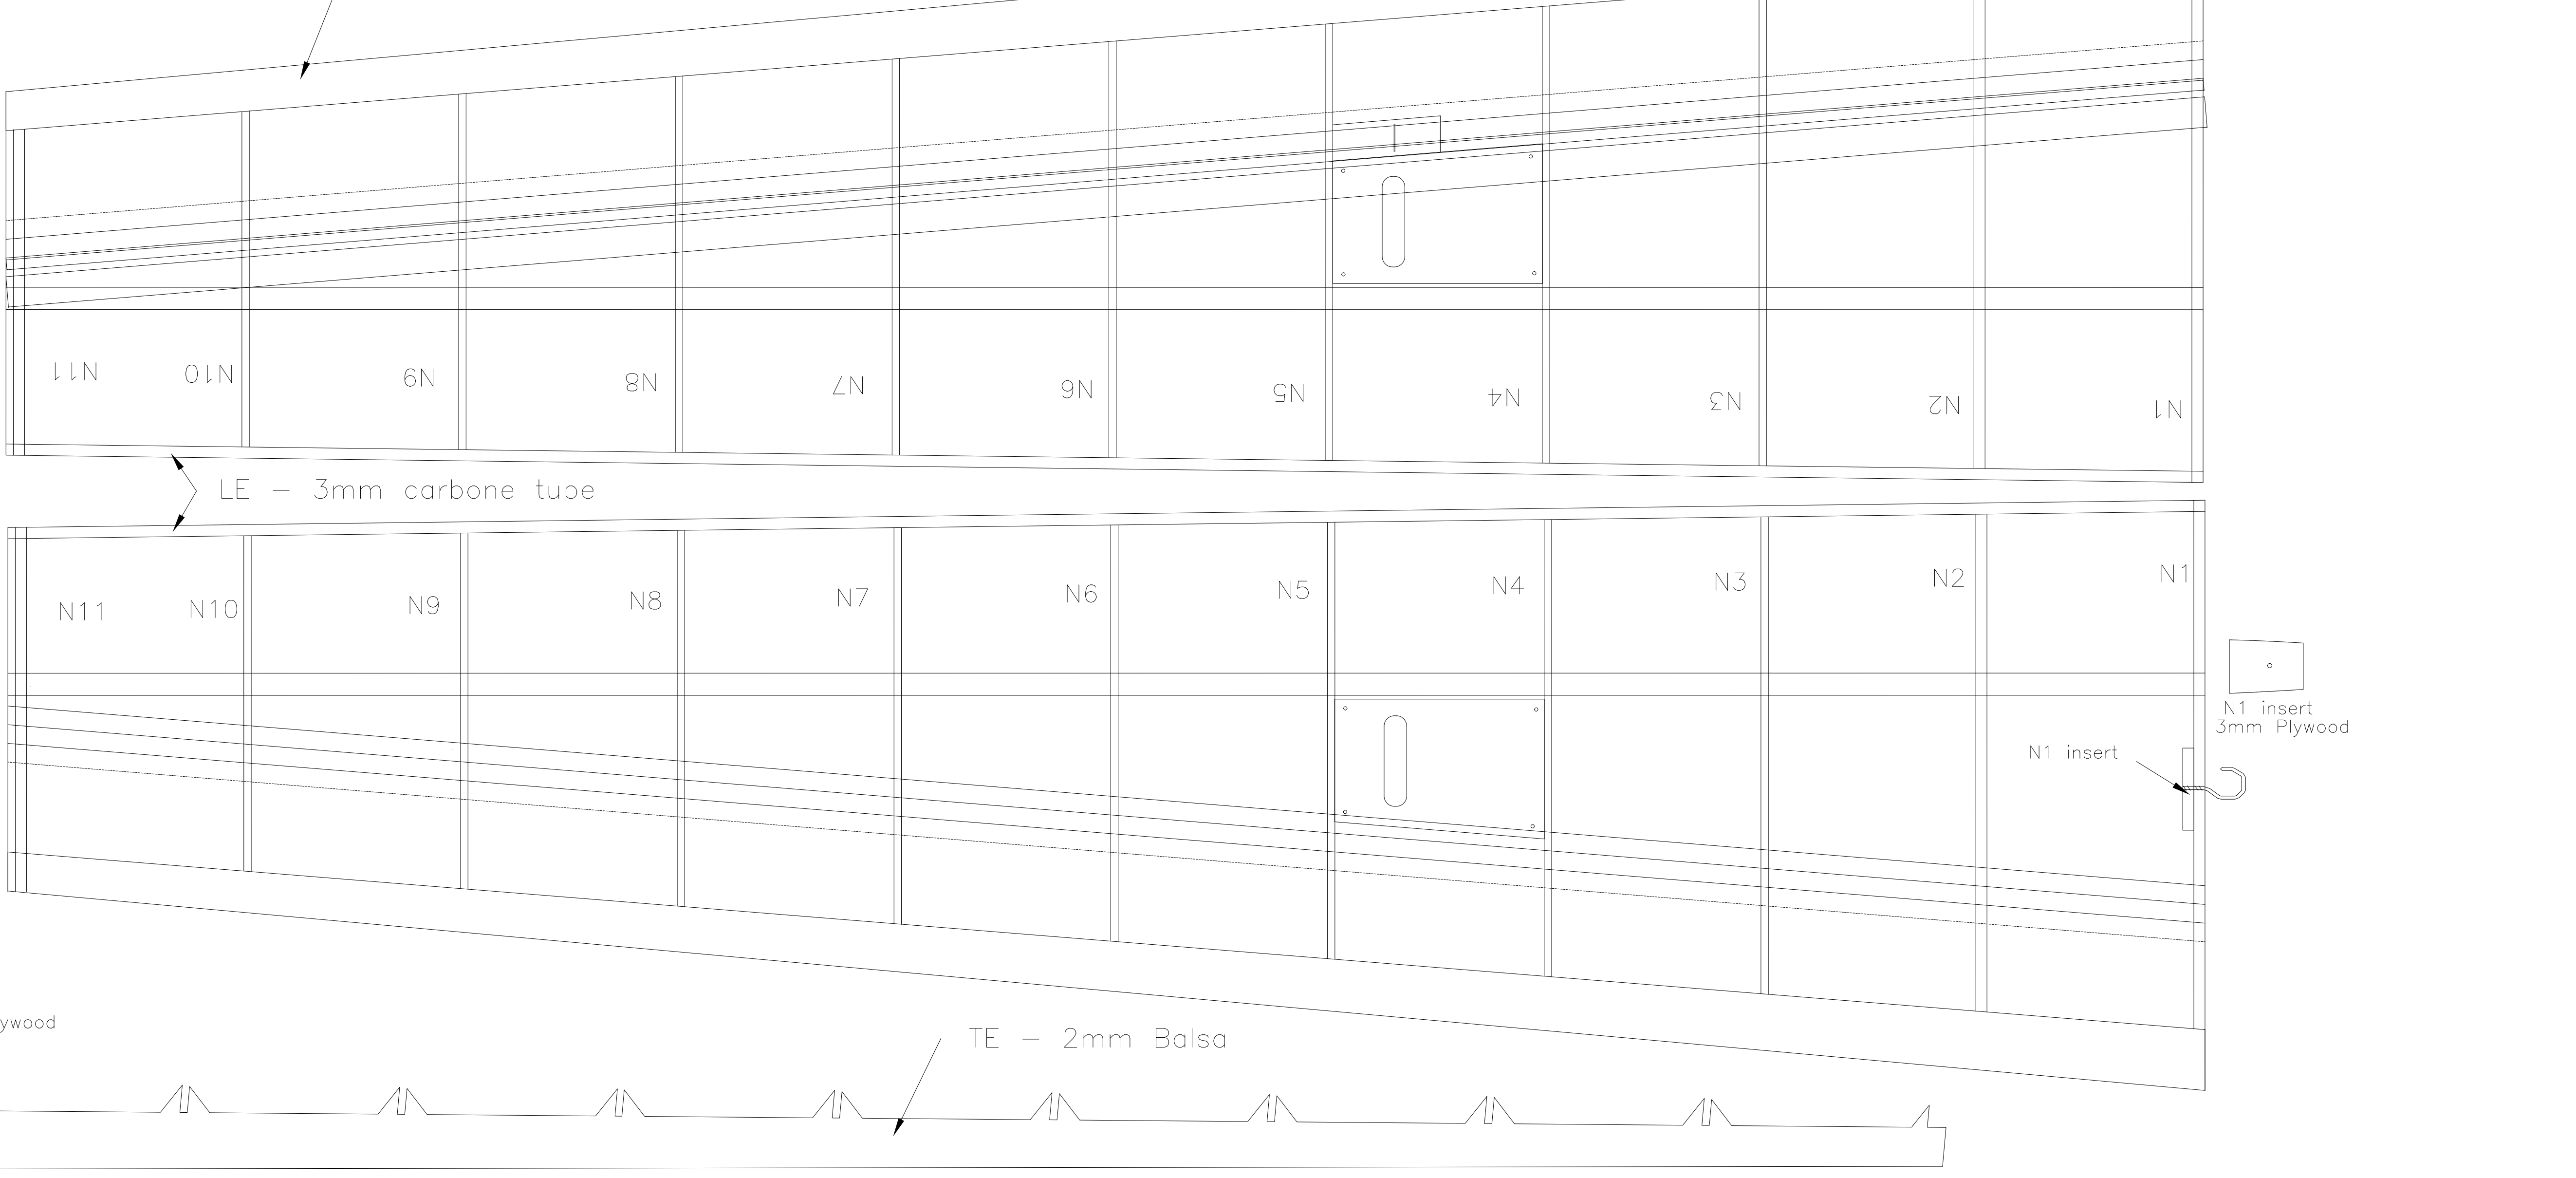 N11 N10 N9 N8 N7 N6 N5 N4 N3 N2 N1
LE - 3mm carbone tube
N11 N10 N9 N8 N7 N6 N5 N4 N3 N2 N1
N1 insert
3mm Plywood
N1 insert
ywood
TE - 2mm Balsa